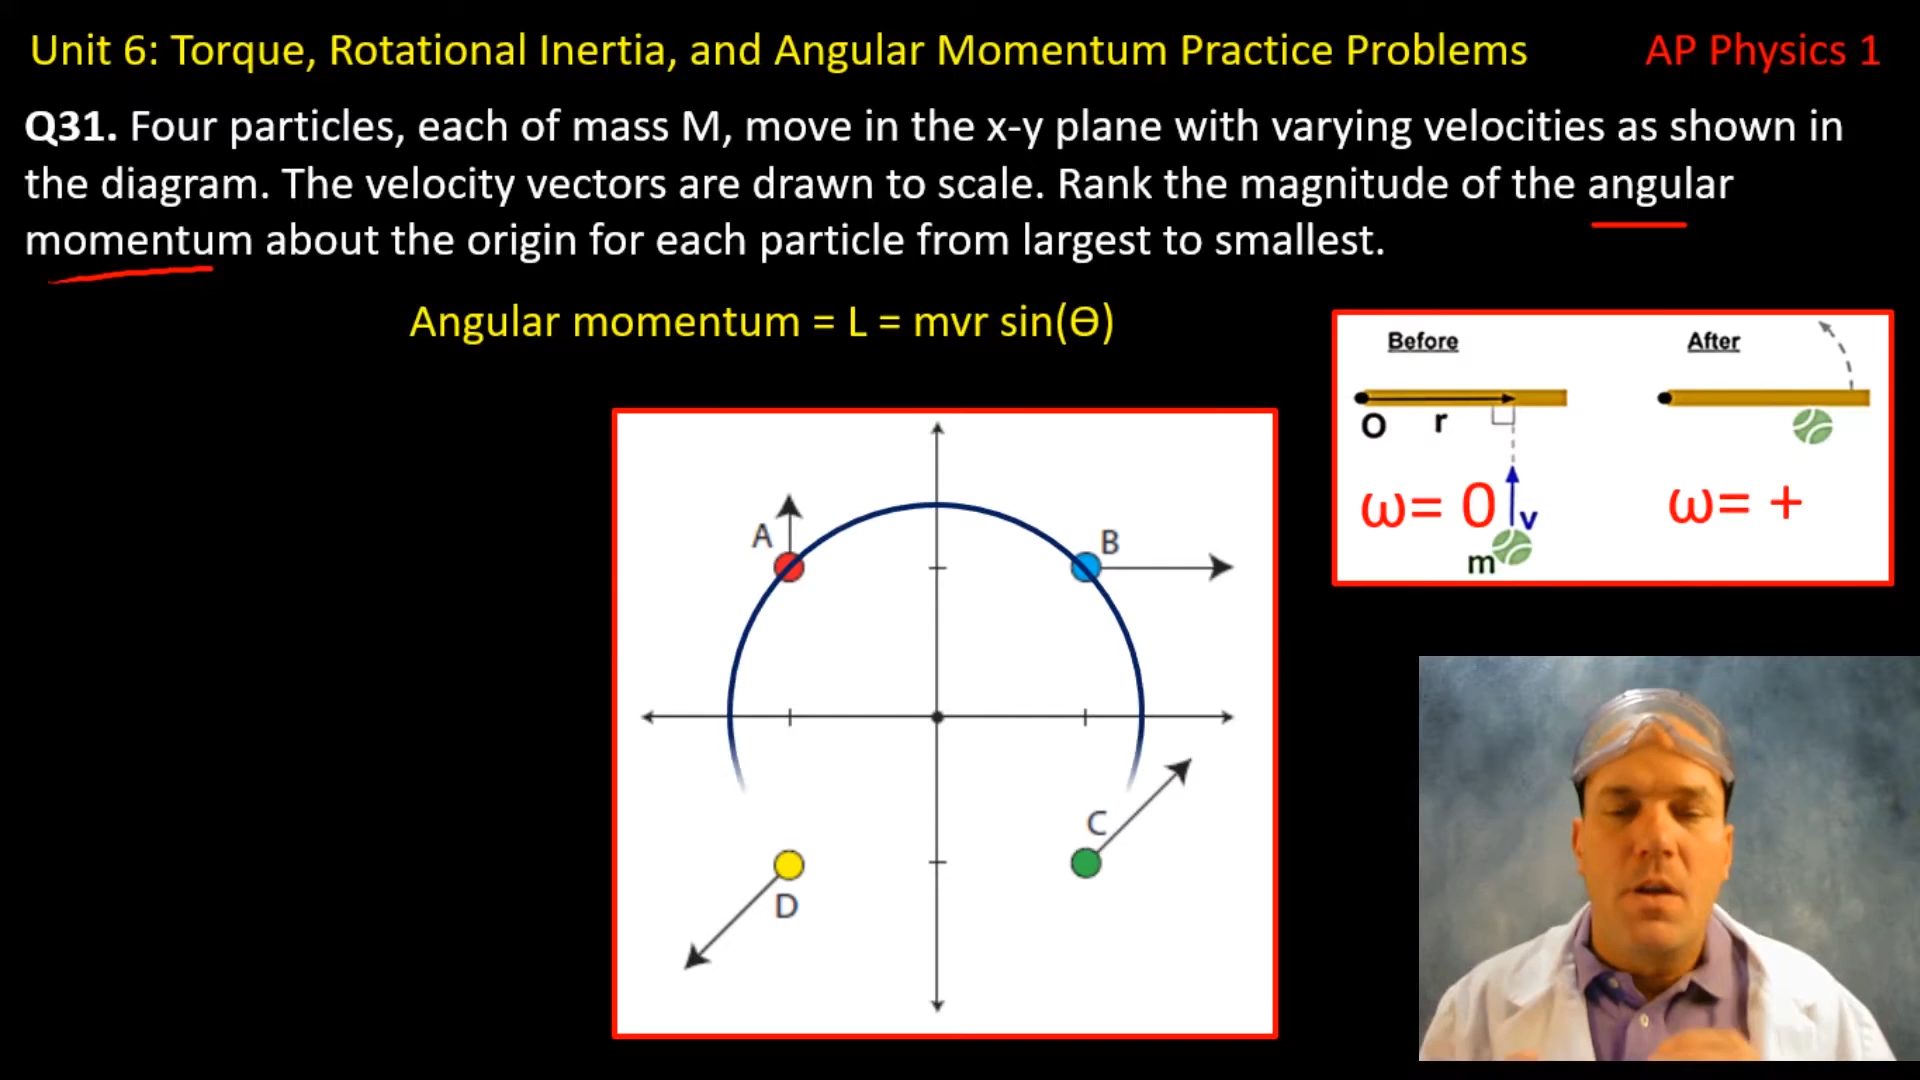 Unit 6: Torque, Rotational Inertia, and Angular Momentum Practice Problems
AP Physics 1
Q31. Four particles, each of mass M, move in the x-y plane with varying velocities as shown in
the diagram. The velocity vectors are drawn to scale. Rank the magnitude of the angular
momentum about the origin for each particle from largest to smallest.
Angular momentum = L = mvr sin(Ɵ)
Before
After
O
r
ω= 0
v
m
ω= +
A
B
C
D